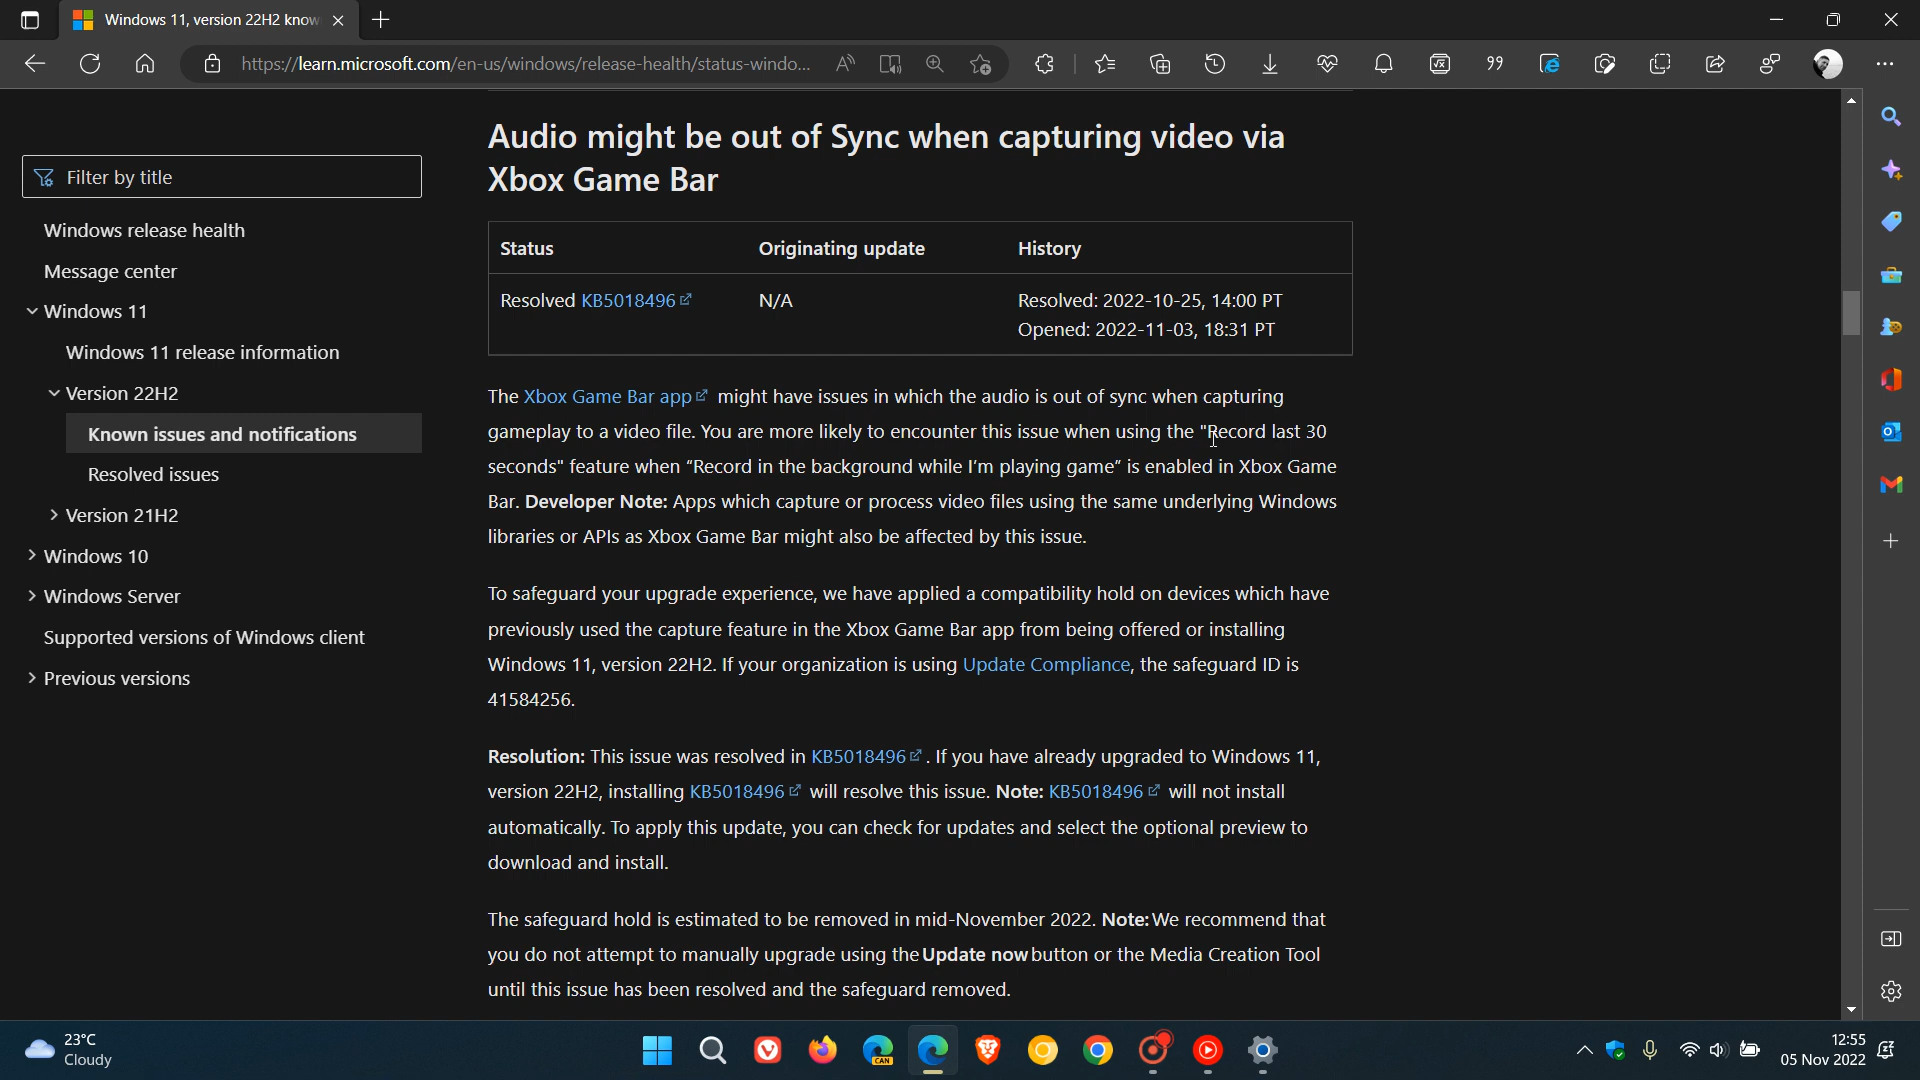 Windows 11, version 22H2 know
https://learn.microsoft.com/en-us/windows/release-health/status-windo...
Filter by title
Windows release health
Message center
Windows 11
Windows 11 release information
Version 22H2
Known issues and notifications
Resolved issues
Version 21H2
Windows 10
Windows Server
Supported versions of Windows client
Previous versions
Audio might be out of Sync when capturing video via
Xbox Game Bar
Status Originating update History
Resolved KB5018496 N/A Resolved: 2022-10-25, 14:00 PT
Opened: 2022-11-03, 18:31 PT
The Xbox Game Bar app might have issues in which the audio is out of sync when capturing
gameplay to a video file. You are more likely to encounter this issue when using the "Record last 30
seconds" feature when “Record in the background while I’m playing game” is enabled in Xbox Game
Bar. Developer Note: Apps which capture or process video files using the same underlying Windows
libraries or APIs as Xbox Game Bar might also be affected by this issue.
To safeguard your upgrade experience, we have applied a compatibility hold on devices which have
previously used the capture feature in the Xbox Game Bar app from being offered or installing
Windows 11, version 22H2. If your organization is using Update Compliance, the safeguard ID is
41584256.
Resolution: This issue was resolved in KB5018496. If you have already upgraded to Windows 11,
version 22H2, installing KB5018496 will resolve this issue. Note: KB5018496 will not install
automatically. To apply this update, you can check for updates and select the optional preview to
download and install.
The safeguard hold is estimated to be removed in mid-November 2022. Note:We recommend that
you do not attempt to manually upgrade using the Update now button or the Media Creation Tool
until this issue has been resolved and the safeguard removed.
23°C
Cloudy
CAN
12:55
05 Nov 2022